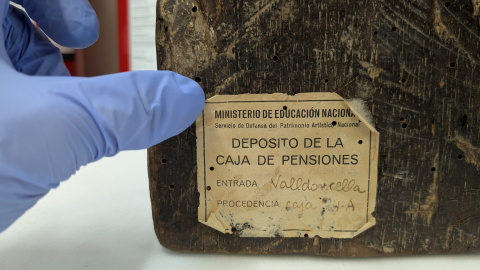 MINISTERIO DE EDUCACIÓN NACIONAL
Servicio de Defensa del Patrimonio Artístico Nacional
DEPOSITO DE LA
CAJA DE PENSIONES
ENTRADA Valldoncella
PROCEDENCIA caja